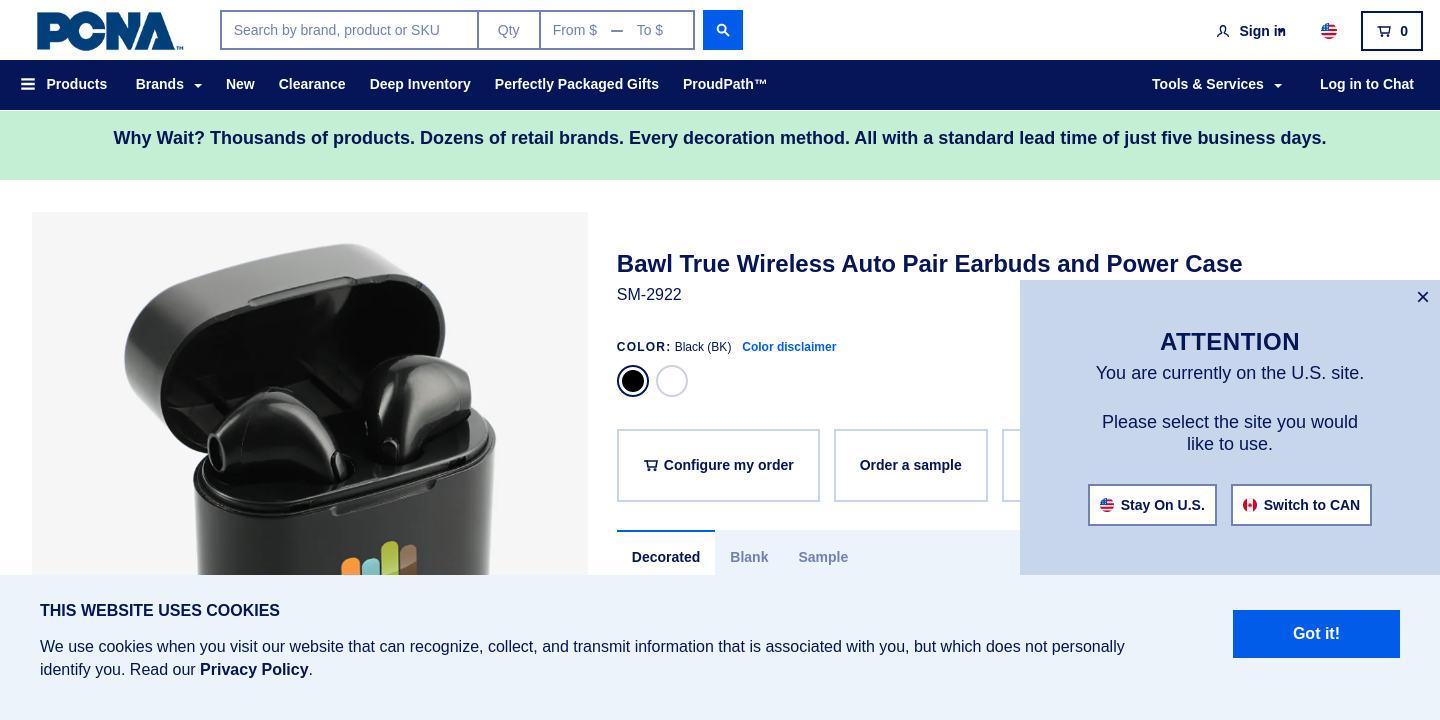 PCNA™
Search by brand, product or SKU
Qty
From $ — To $
Sign in
0
Products
Brands
New
Clearance
Deep Inventory
Perfectly Packaged Gifts
ProudPath™
Tools & Services
Log in to Chat
Why Wait? Thousands of products. Dozens of retail brands. Every decoration method. All with a standard lead time of just five business days.
Bawl True Wireless Auto Pair Earbuds and Power Case
SM-2922
COLOR: Black (BK) Color disclaimer
Configure my order
Order a sample
Decorated
Blank
Sample
×
ATTENTION
You are currently on the U.S. site.
Please select the site you would
like to use.
Stay On U.S.
Switch to CAN
THIS WEBSITE USES COOKIES
We use cookies when you visit our website that can recognize, collect, and transmit information that is associated with you, but which does not personally
identify you. Read our Privacy Policy.
Got it!